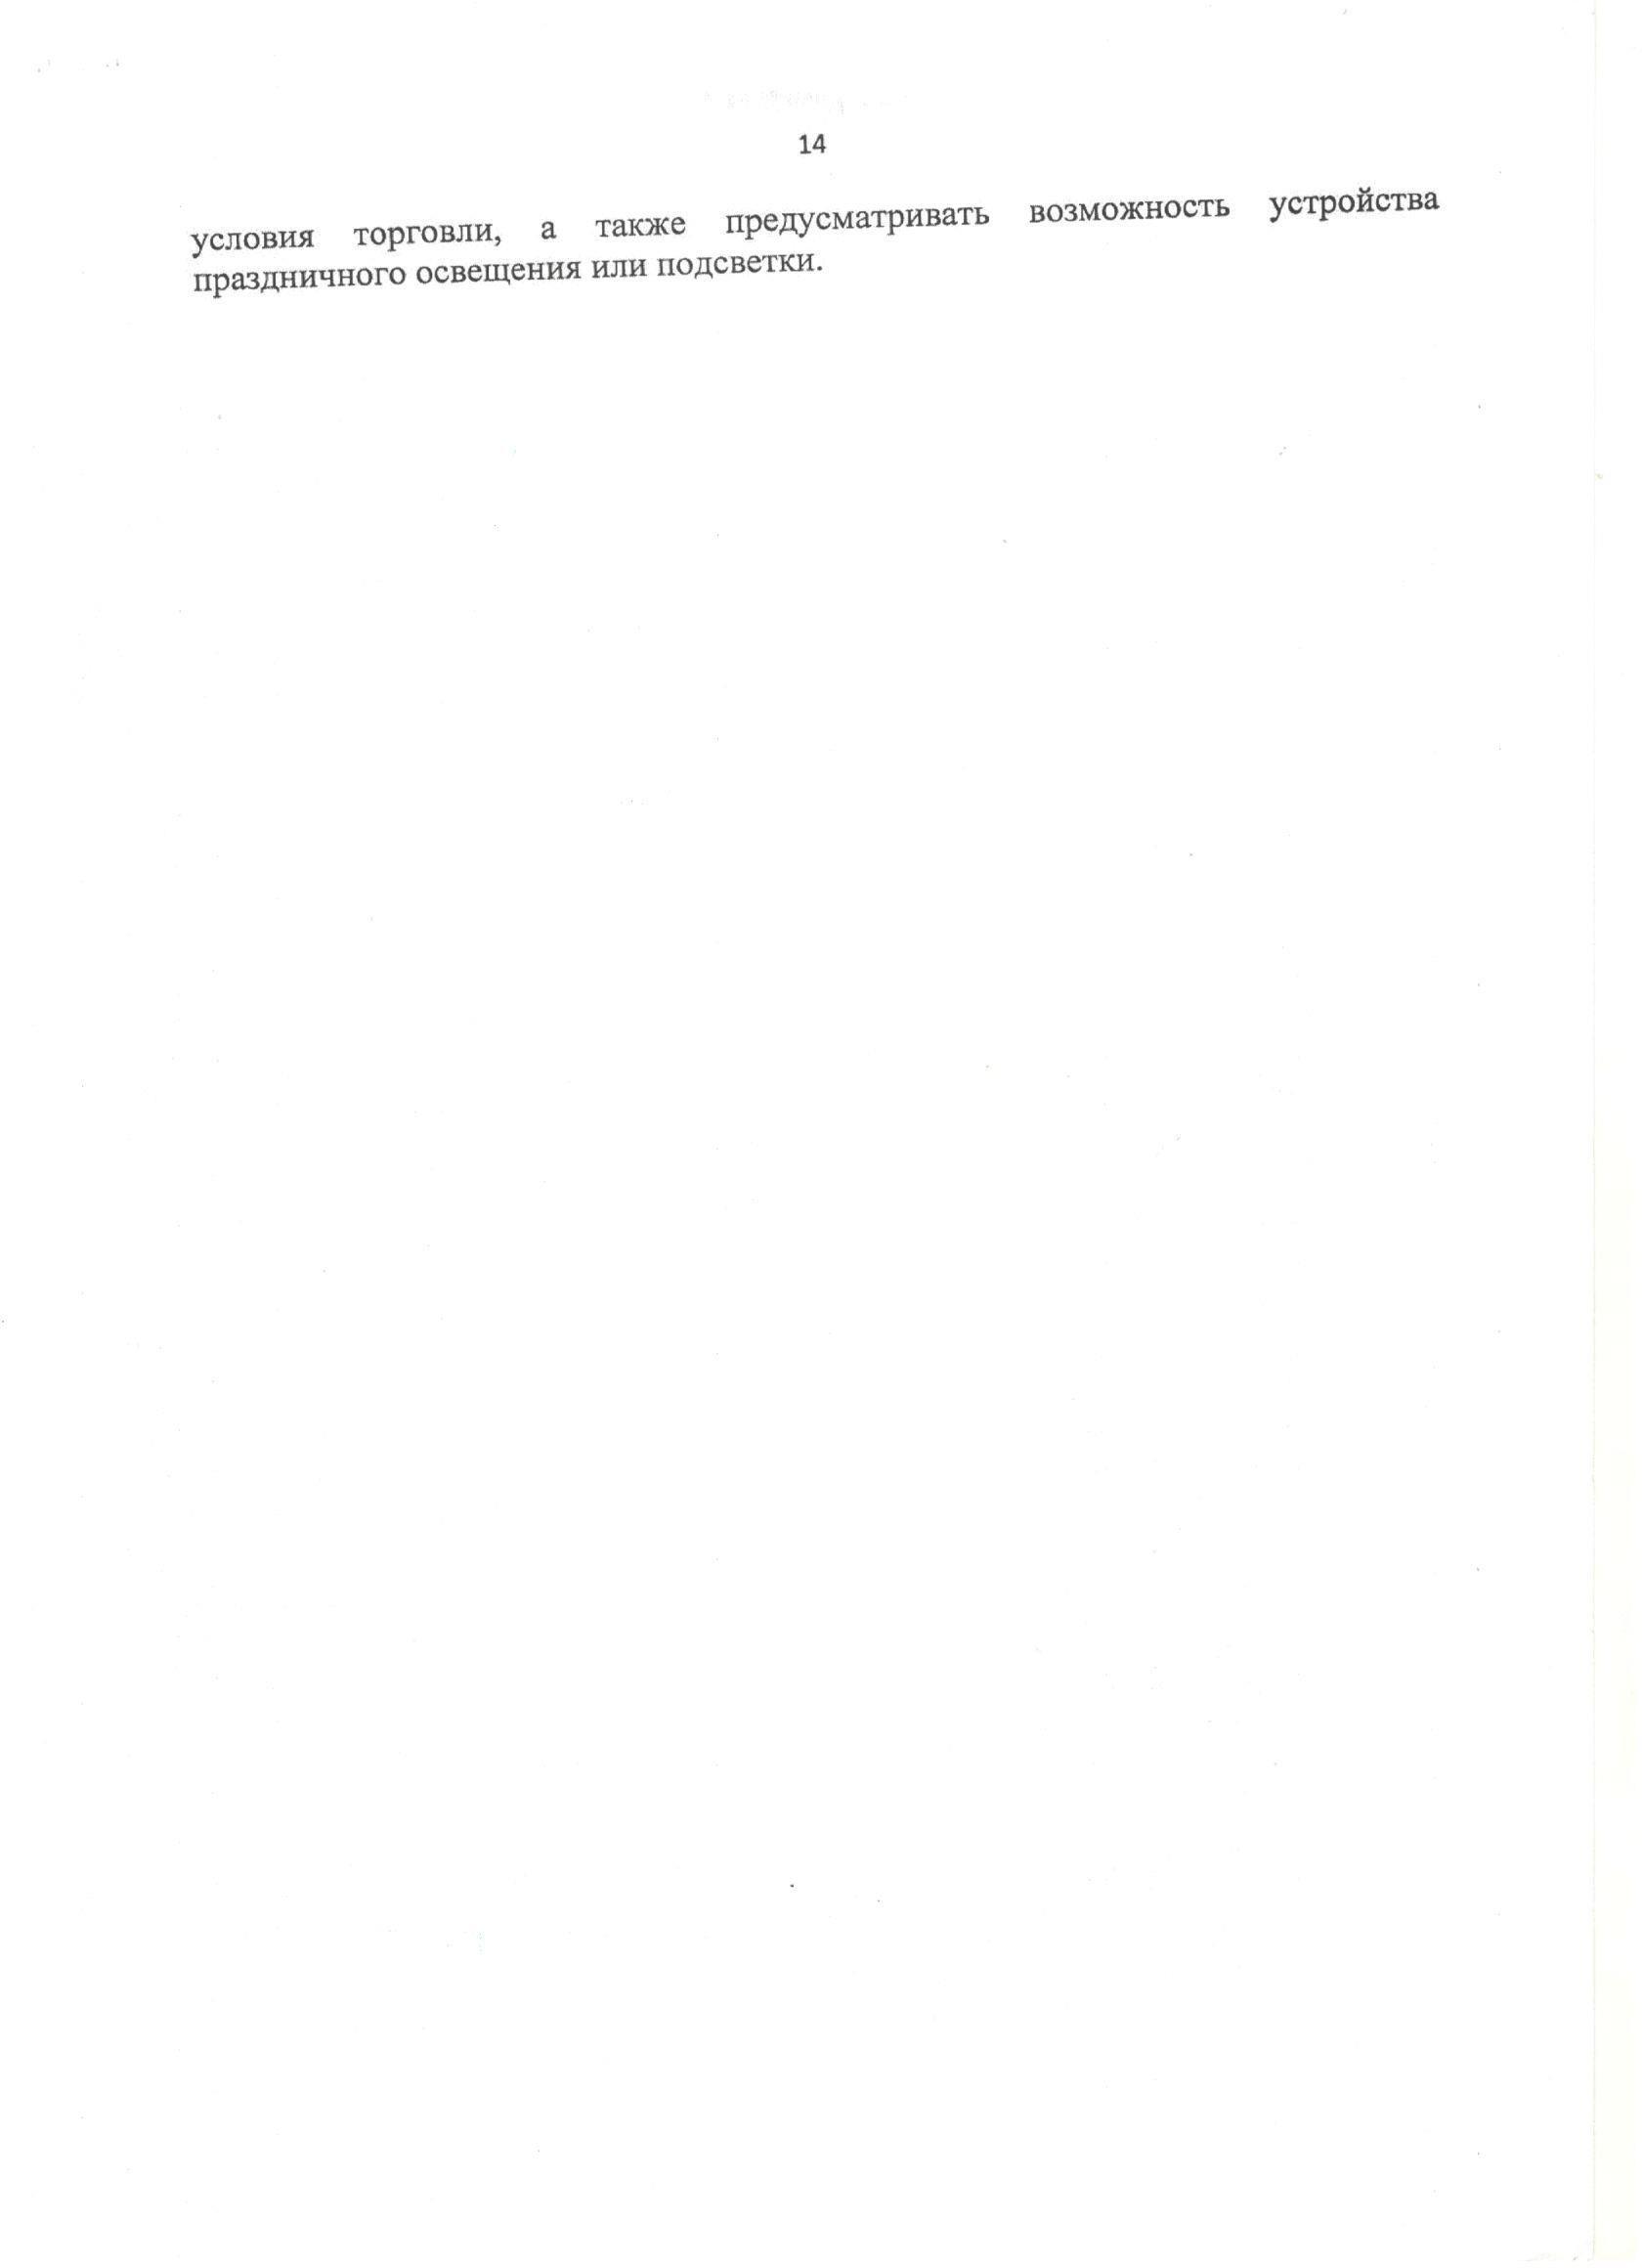 14
условия торговли, а также предусматривать возможность устройства
праздничного освещения или подсветки.